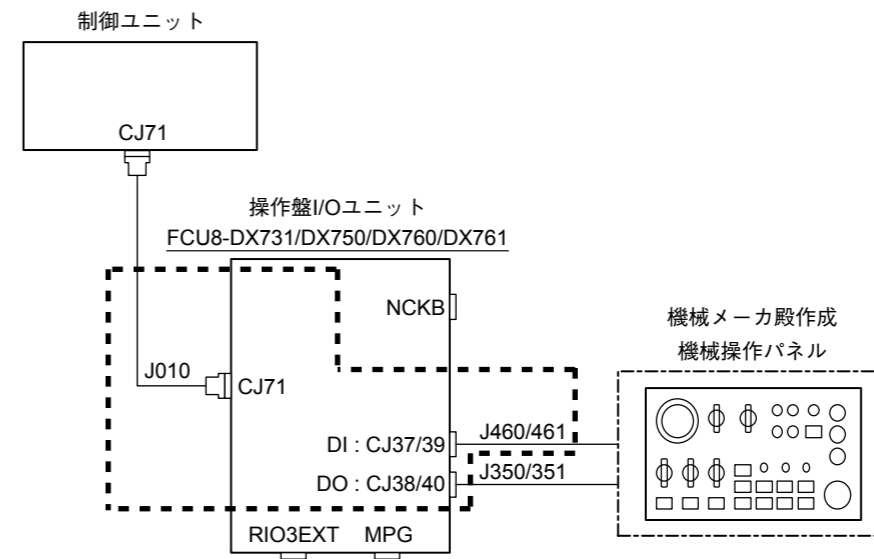 制御ユニット
CJ71
操作盤I/Oユニット
FCU8-DX731/DX750/DX760/DX761
NCKB
機械メーカ殿作成
機械操作パネル
J010
CJ71
DI : CJ37/39
J460/461
DO : CJ38/40
J350/351
RIO3EXT
MPG